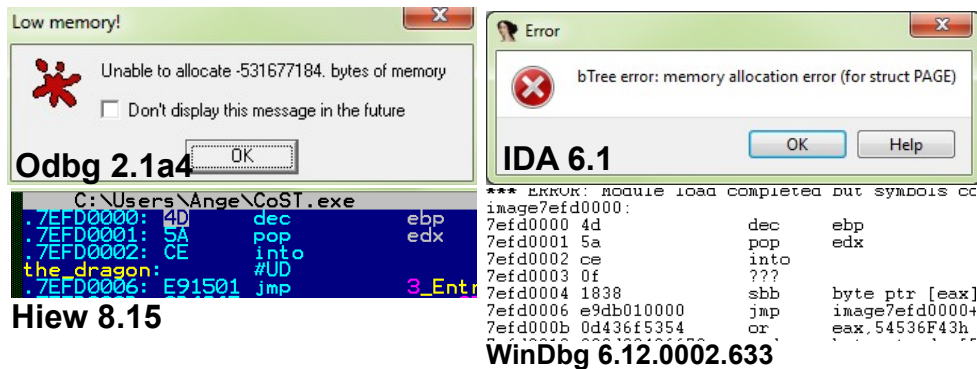 Low memory!
Unable to allocate -531677184. bytes of memory
Don't display this message in the future
OK
Odbg 2.1a4
Error
bTree error: memory allocation error (for struct PAGE)
OK Help
IDA 6.1
C:\Users\Ange\CoST.exe
.7EFD0000: 4D dec ebp
.7EFD0001: 5A pop edx
.7EFD0002: CE into
the_dragon: #UD
.7EFD0006: E91501 jmp 3_Entr
Hiew 8.15
*** ERROR: Module load completed but symbols co
image7efd0000:
7efd0000 4d dec ebp
7efd0001 5a pop edx
7efd0002 ce into
7efd0003 0f ???
7efd0004 1838 sbb byte ptr [eax]
7efd0006 e9db010000 jmp image7efd0000+
7efd000b 0d436f5354 or eax,54536F43h
WinDbg 6.12.0002.633